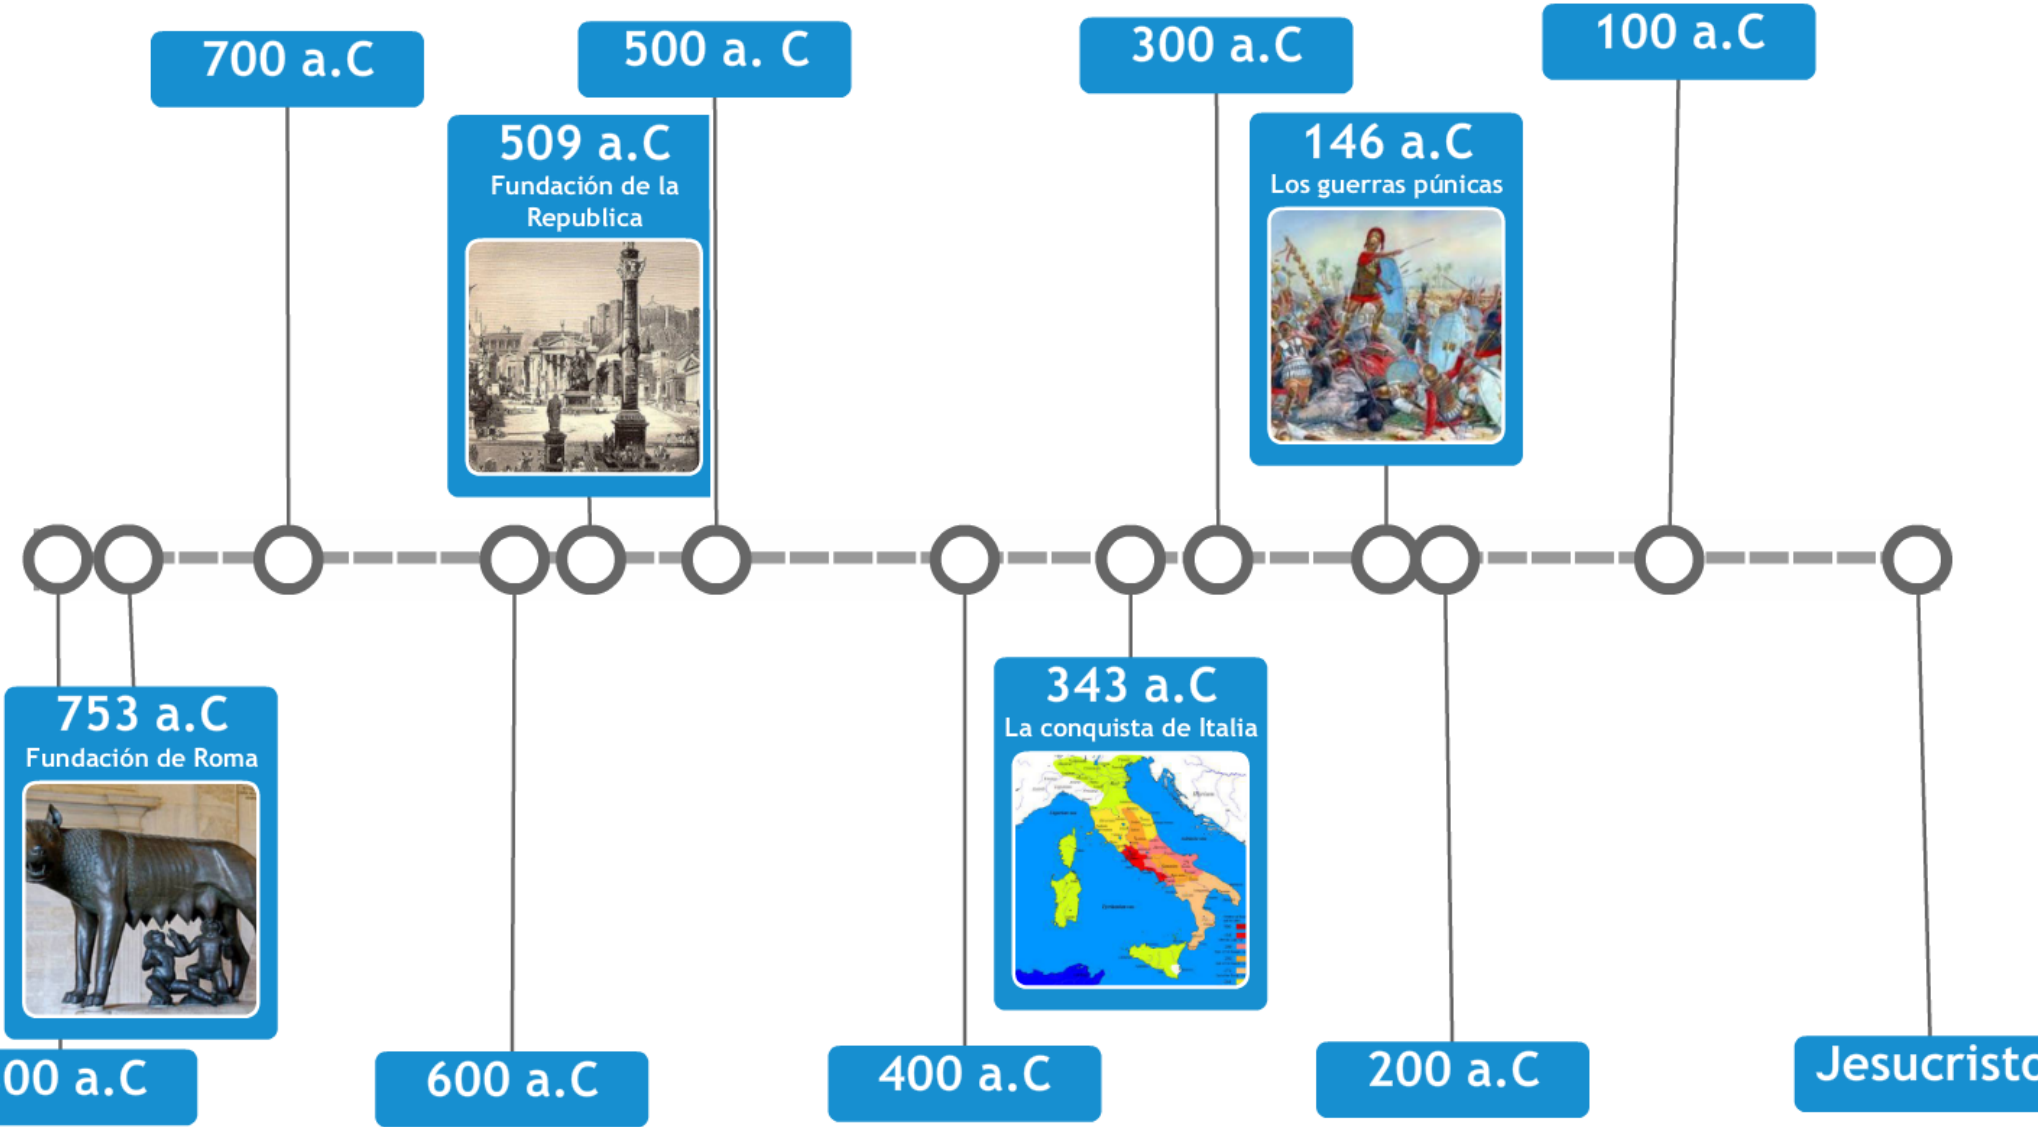 700 a.C
500 a. C
300 a.C
100 a.C
509 a.C
Fundación de la
Republica
146 a.C
Los guerras púnicas
753 a.C
Fundación de Roma
343 a.C
La conquista de Italia
00 a.C
600 a.C
400 a.C
200 a.C
Jesucristo